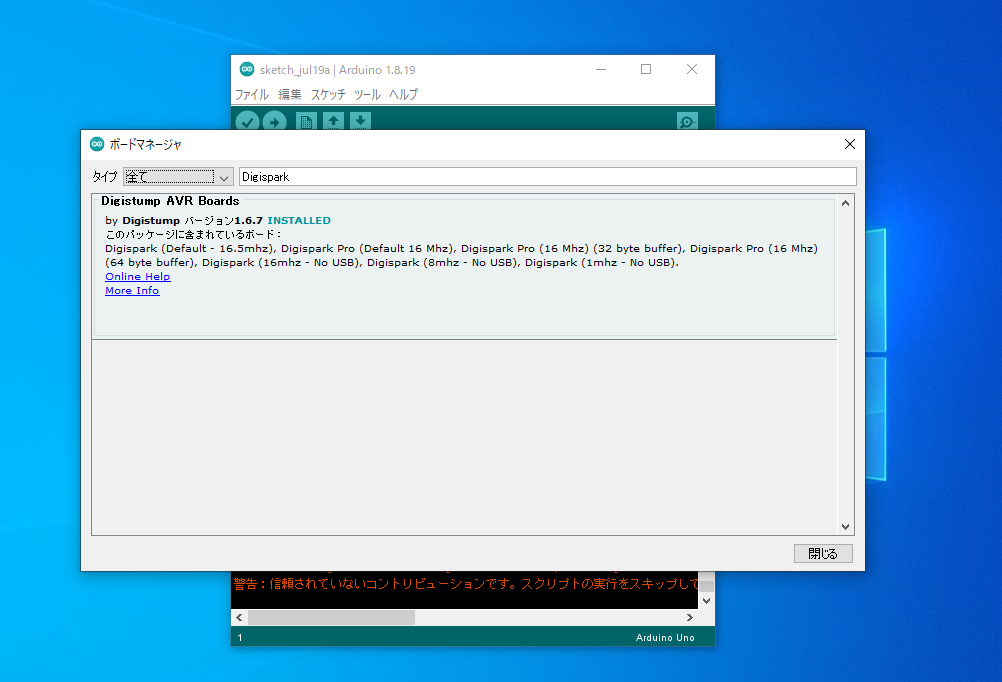 sketch_jul19a | Arduino 1.8.19
ファイル 編集 スケッチ ツール ヘルプ
ボードマネージャ
タイプ 全て Digispark
Digistump AVR Boards
by Digistump バージョン1.6.7 INSTALLED
このパッケージに含まれているボード：
Digispark (Default - 16.5mhz), Digispark Pro (Default 16 Mhz), Digispark Pro (16 Mhz) (32 byte buffer), Digispark Pro (16 Mhz)
(64 byte buffer), Digispark (16mhz - No USB), Digispark (8mhz - No USB), Digispark (1mhz - No USB).
Online Help
More Info
閉じる
警告：信頼されていないコントリビューションです。スクリプトの実行をスキップして
1 Arduino Uno